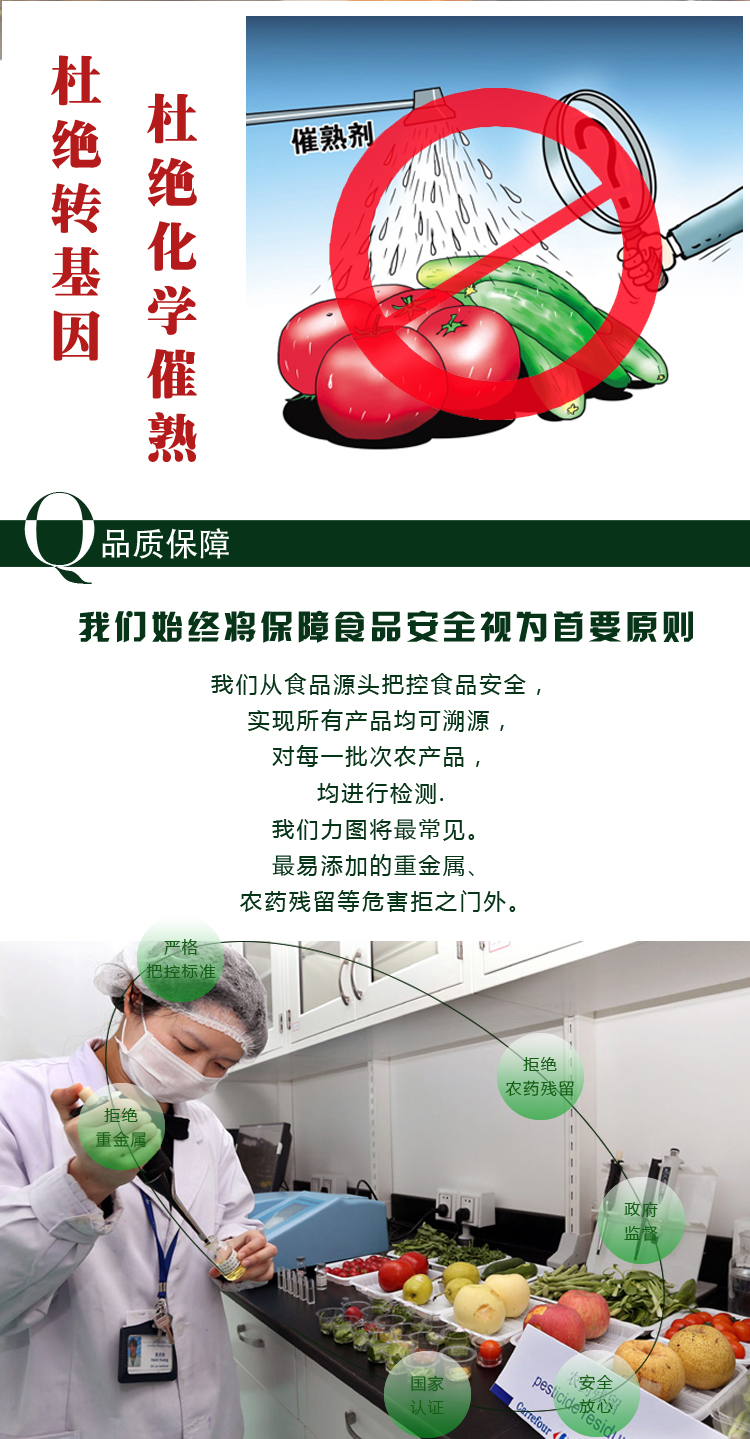 杜绝转基因
杜绝化学催熟
催熟剂
?
Q品质保障
我们始终将保障食品安全视为首要原则
我们从食品源头把控食品安全，
实现所有产品均可溯源，
对每一批次农产品，
均进行检测.
我们力图将最常见。
最易添加的重金属、
农药残留等危害拒之门外。
严格
把控标准
拒绝
农药残留
拒绝
重金属
政府
监督
国家
认证
安全
放心
Carrefour